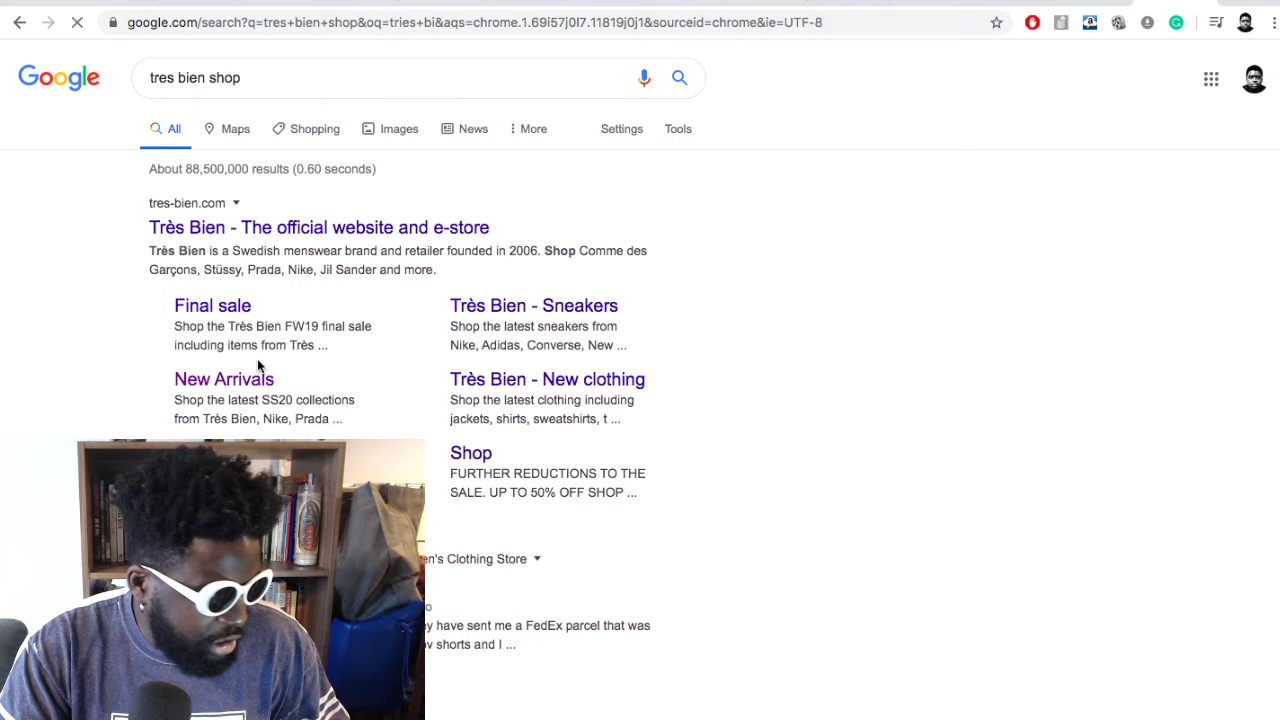 google.com/search?q=tres+bien+shop&oq=tries+bi&aqs=chrome.1.69i57j0l7.11819j0j1&sourceid=chrome&ie=UTF-8
Google
tres bien shop
All Maps Shopping Images News More Settings Tools
About 88,500,000 results (0.60 seconds)
tres-bien.com
Très Bien - The official website and e-store
Très Bien is a Swedish menswear brand and retailer founded in 2006. Shop Comme des
Garçons, Stüssy, Prada, Nike, Jil Sander and more.
Final sale
Shop the Très Bien FW19 final sale
including items from Très ...
Très Bien - Sneakers
Shop the latest sneakers from
Nike, Adidas, Converse, New ...
New Arrivals
Shop the latest SS20 collections
from Très Bien, Nike, Prada ...
Très Bien - New clothing
Shop the latest clothing including
jackets, shirts, sweatshirts, t ...
Shop
FURTHER REDUCTIONS TO THE
SALE. UP TO 50% OFF SHOP ...
en's Clothing Store
o
ey have sent me a FedEx parcel that was
ov shorts and I ...